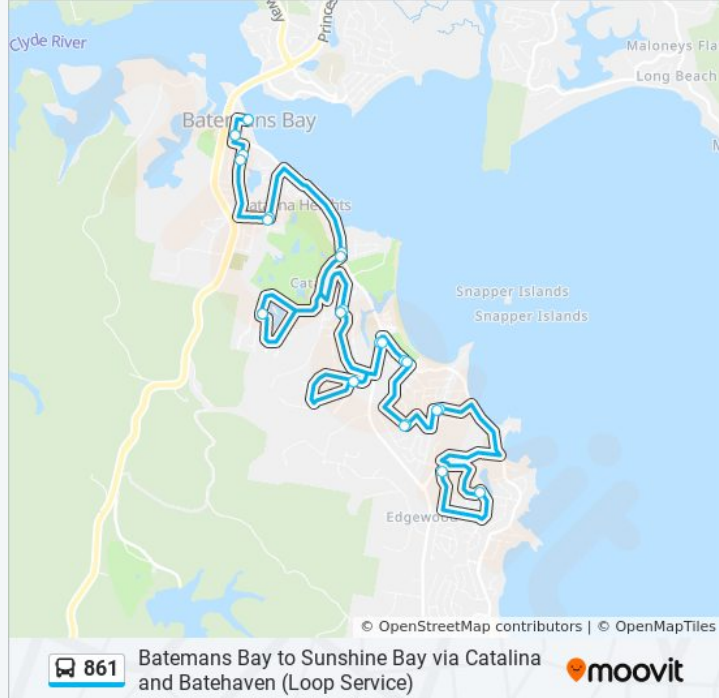 Clyde River
Maloneys Fla
Long Beach
Batemans Bay
Snapper Islands
Snapper Islands
© OpenStreetMap contributors | © OpenMapTiles
861
Batemans Bay to Sunshine Bay via Catalina
and Batehaven (Loop Service)
moovit